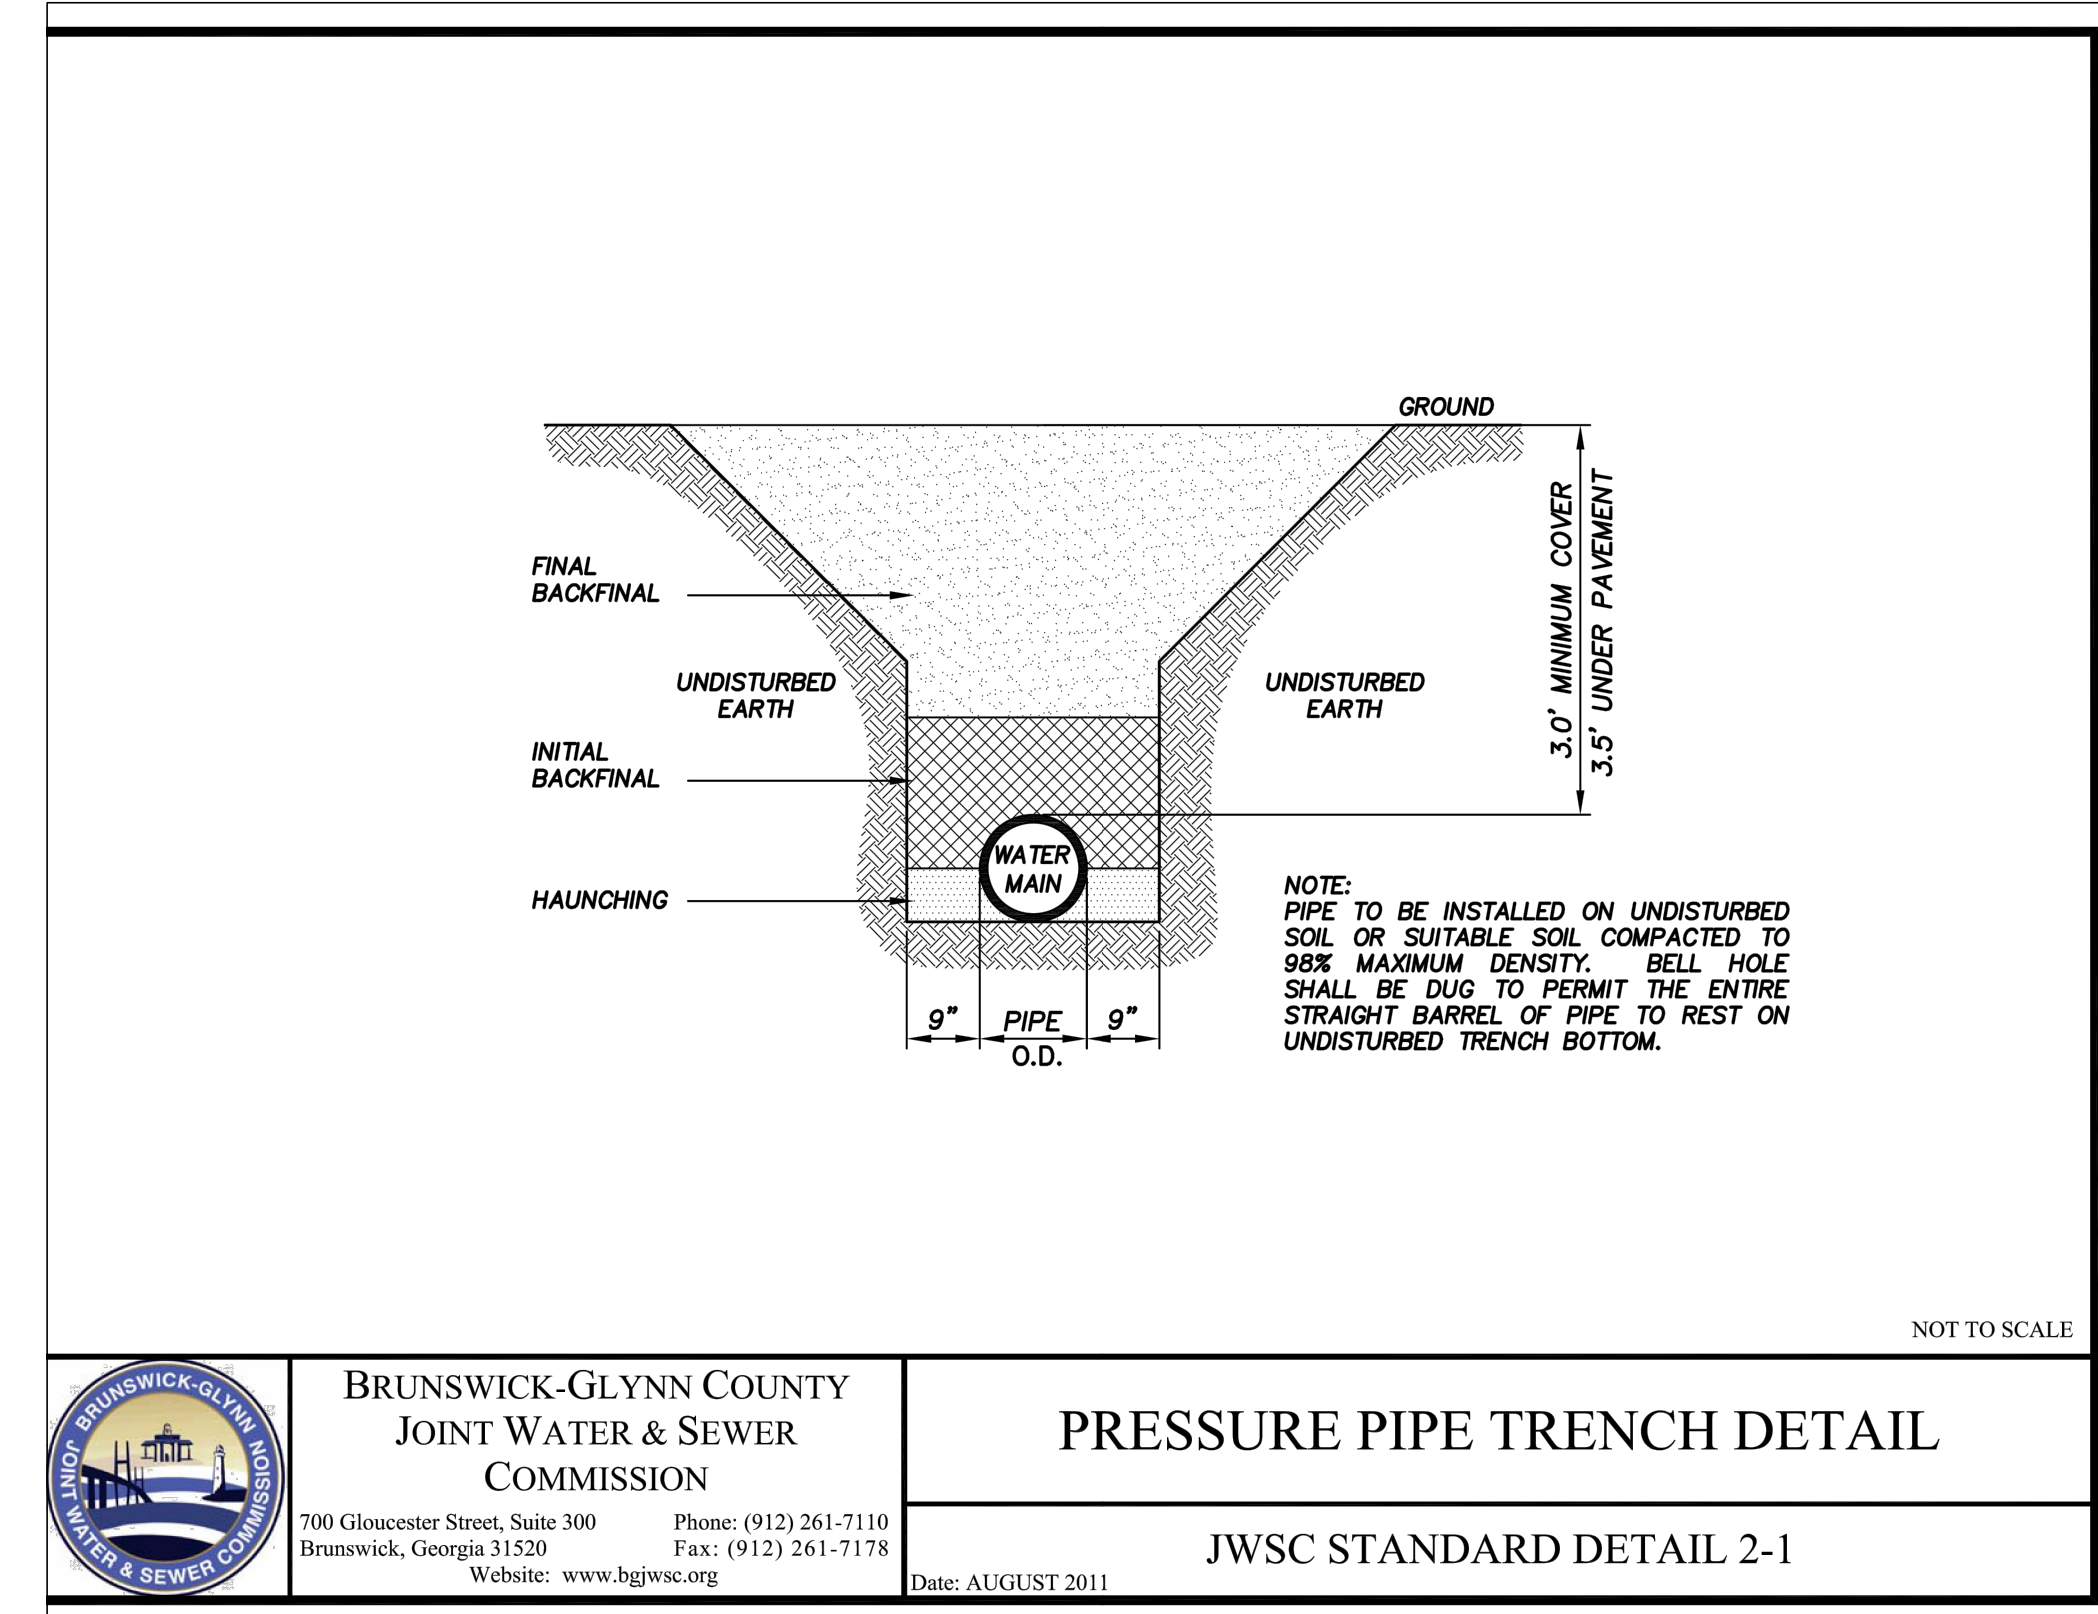 GROUND
FINAL
BACKFINAL
UNDISTURBED
EARTH
UNDISTURBED
EARTH
3.0' MINIMUM COVER
3.5' UNDER PAVEMENT
INITIAL
BACKFINAL
WATER
MAIN
HAUNCHING
NOTE:
PIPE TO BE INSTALLED ON UNDISTURBED
SOIL OR SUITABLE SOIL COMPACTED TO
98% MAXIMUM DENSITY. BELL HOLE
SHALL BE DUG TO PERMIT THE ENTIRE
STRAIGHT BARREL OF PIPE TO REST ON
UNDISTURBED TRENCH BOTTOM.
9" PIPE 9"
O.D.
NOT TO SCALE
BRUNSWICK-GLYNN COUNTY
JOINT WATER & SEWER
COMMISSION
700 Gloucester Street, Suite 300 Phone: (912) 261-7110
Brunswick, Georgia 31520 Fax: (912) 261-7178
Website: www.bgjwsc.org
PRESSURE PIPE TRENCH DETAIL
JWSC STANDARD DETAIL 2-1
Date: AUGUST 2011
BRUNSWICK-GLYNN
JOINT WATER & SEWER COMMISSION